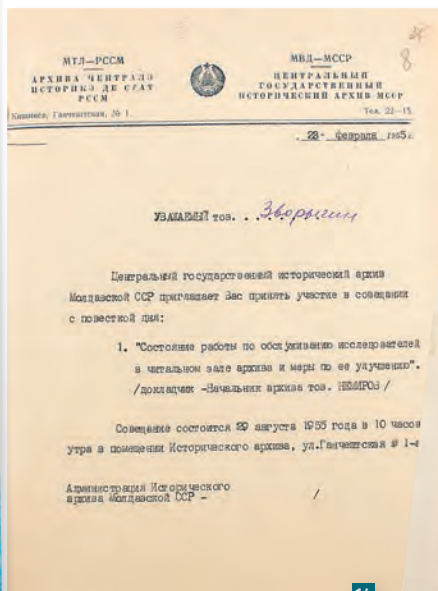 8
МТЛ—РССМ
АРХИВА ЧЕНТРАЛЭ
ИСТОРИКЭ ДЕ СТАТ
РССМ
МВД—МССР
ЦЕНТРАЛЬНЫЙ
ГОСУДАРСТВЕННЫЙ
ИСТОРИЧЕСКИЙ АРХИВ МССР
Кишинев, Ганчештская, № 1.
Тел. 22—15
. 23- февраля 1955 г.
УВАЖАЕМЫЙ тов. . . Зворыгин
Центральный государственный исторический архив
Молдавской ССР приглашает Вас принять участие в совещании
с повесткой дня:
1. "Состояние работы по обслуживанию исследователей
в читальном зале архива и меры по ее улучшению".
/докладчик -Начальник архива тов. НЕМИРОВ/
Совещание состоится 29 августа 1955 года в 10 часов
утра в помещении Исторического архива, ул.Ганчештская # 1-а
Администрация Исторического
архива Молдавской ССР - /